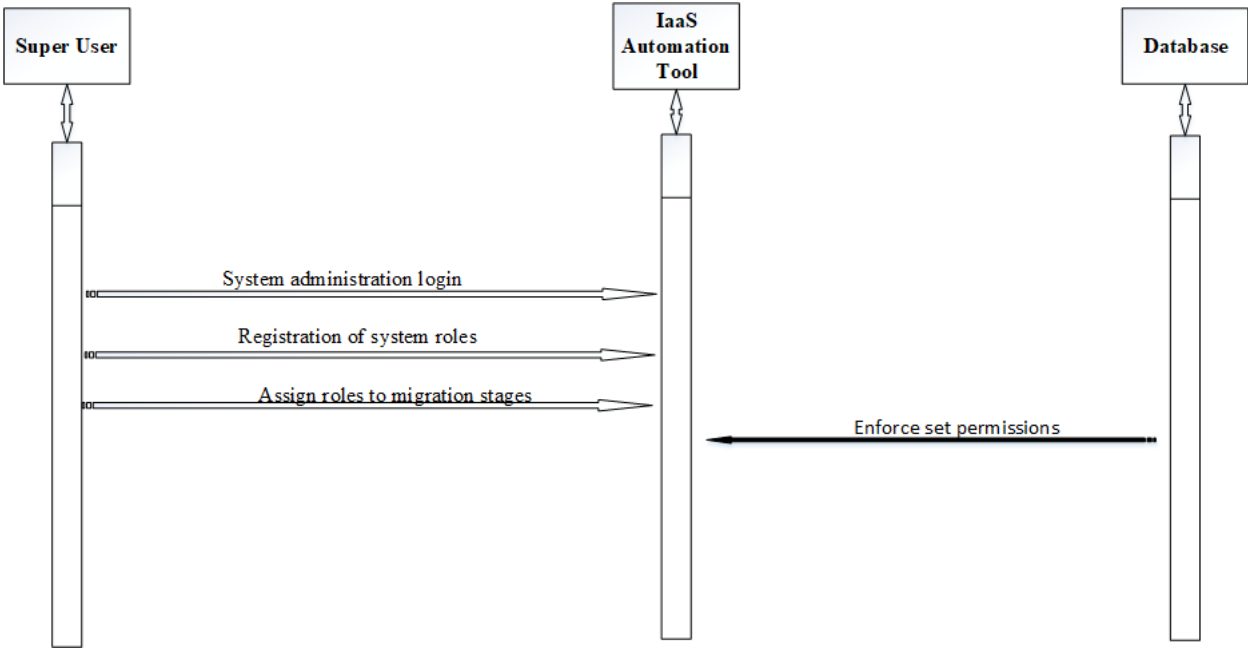 Super User
IaaS
Automation
Tool
Database
System administration login
Registration of system roles
Assign roles to migration stages
Enforce set permissions